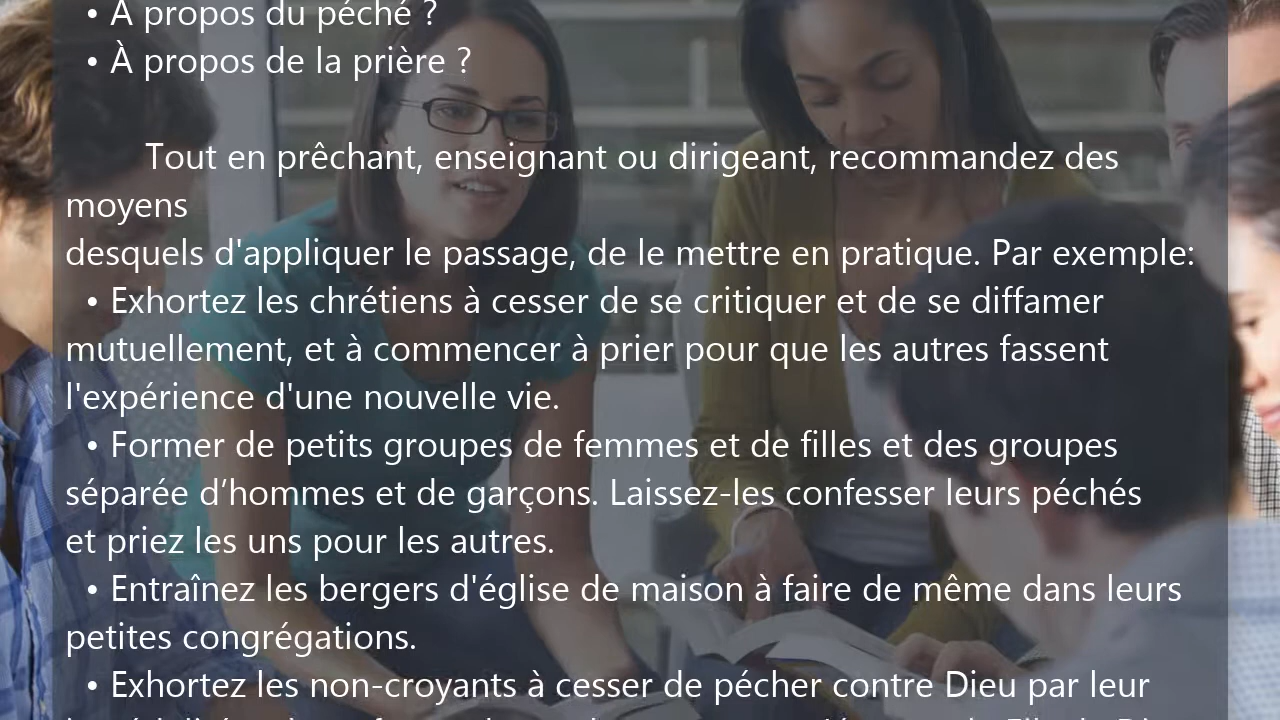 • À propos du péché ?
• À propos de la prière ?
Tout en prêchant, enseignant ou dirigeant, recommandez des
moyens
desquels d'appliquer le passage, de le mettre en pratique. Par exemple:
• Exhortez les chrétiens à cesser de se critiquer et de se diffamer
mutuellement, et à commencer à prier pour que les autres fassent
l'expérience d'une nouvelle vie.
• Former de petits groupes de femmes et de filles et des groupes
séparée d’hommes et de garçons. Laissez-les confesser leurs péchés
et priez les uns pour les autres.
• Entraînez les bergers d'église de maison à faire de même dans leurs
petites congrégations.
• Exhortez les non-croyants à cesser de pécher contre Dieu par leur